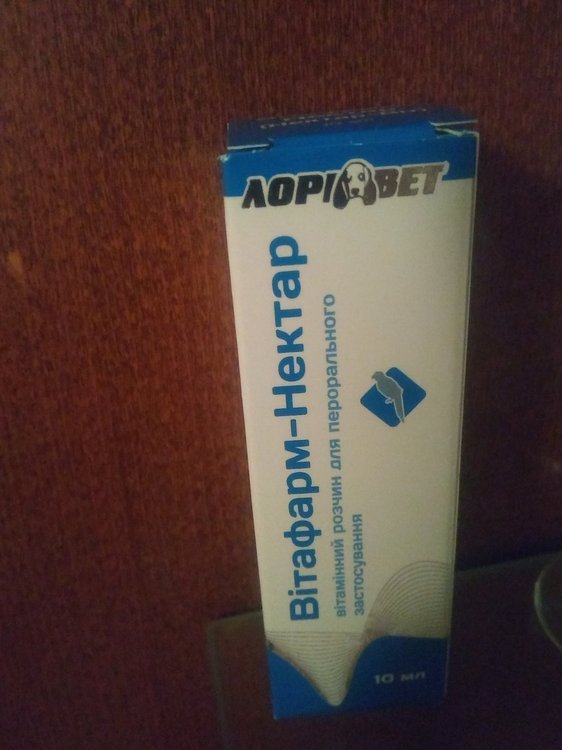 ЛОРІ ВЕТ
Вітафарм-Нектар
вітамінний розчин для перорального
застосування
10 мл